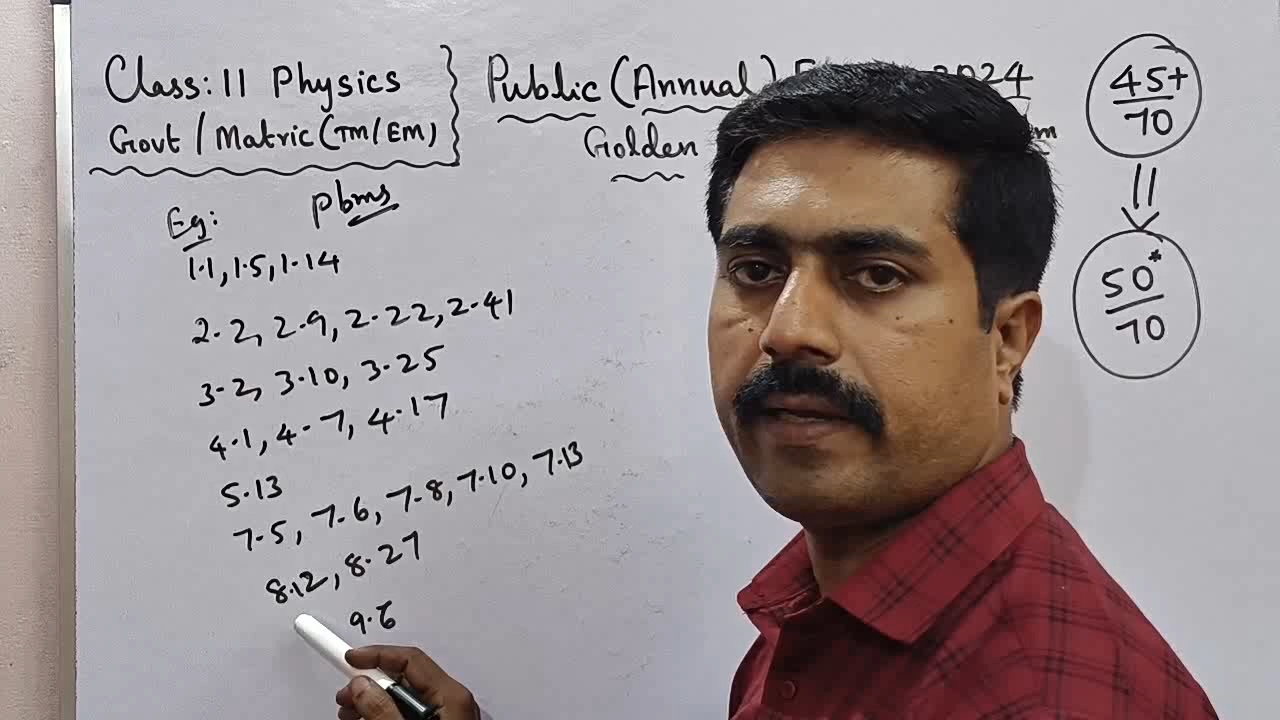 Class: 11 Physics
Govt / Matric (TM/EM)
Public (Annual) 2024
Golden
45+/70
50*/70
Eg: Pbms
1.1, 1.5, 1.14
2.2, 2.9, 2.22, 2.41
3.2, 3.10, 3.25
4.1, 4.7, 4.17
5.13
7.5, 7.6, 7.8, 7.10, 7.13
8.12, 8.27
9.6